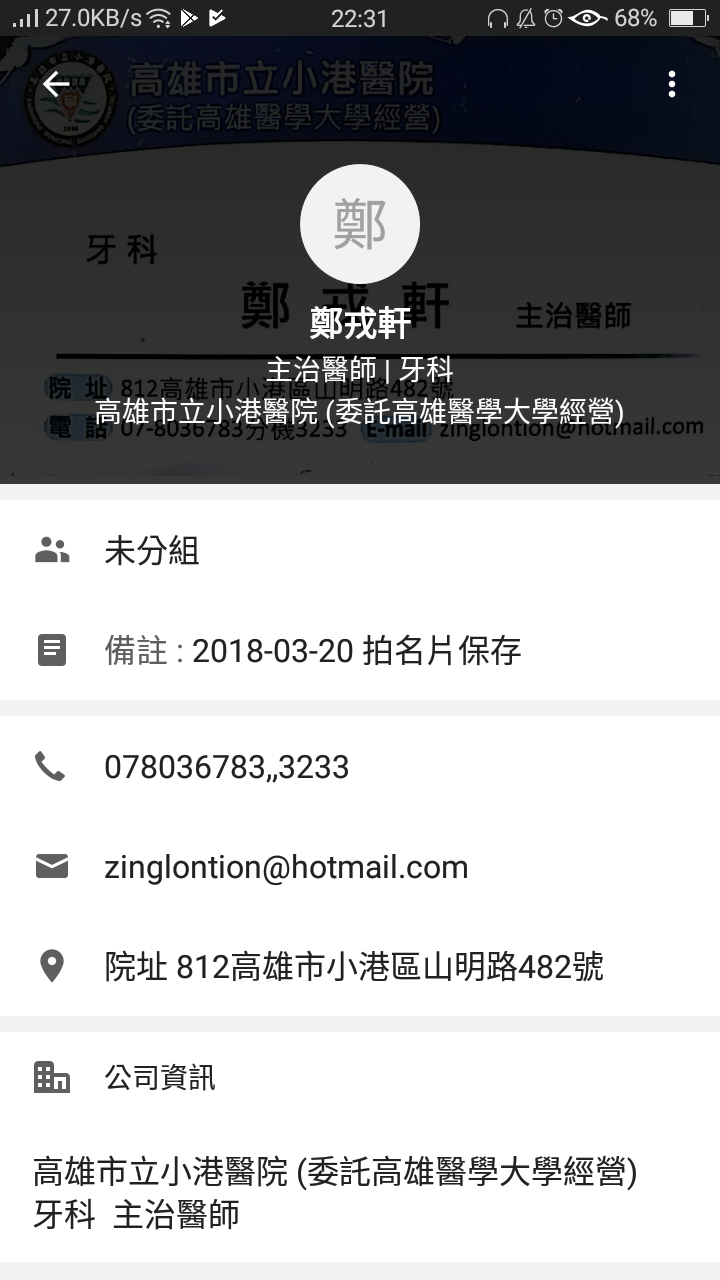 27.0KB/s 22:31 68%
高雄市立小港醫院
(委託高雄醫學大學經營)
鄭
牙科
鄭戎軒 主治醫師
鄭戎軒
主治醫師 | 牙科
院址 812高雄市小港區山明路482號
高雄市立小港醫院 (委託高雄醫學大學經營)
電話 07-8036783分機3233 E-mail zinglontion@hotmail.com
未分組
備註 : 2018-03-20 拍名片保存
078036783,,3233
zinglontion@hotmail.com
院址 812高雄市小港區山明路482號
公司資訊
高雄市立小港醫院 (委託高雄醫學大學經營)
牙科 主治醫師